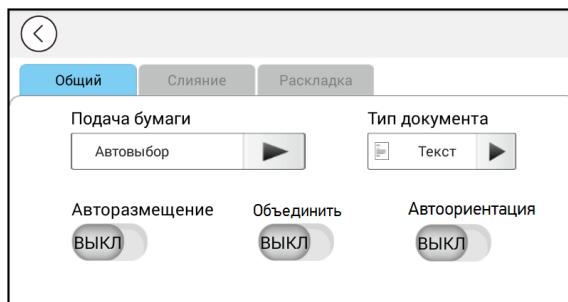 Общий Слияние Раскладка
Подача бумаги Тип документа
Автовыбор Текст
Авторазмещение Объединить Автоориентация
ВЫКЛ ВЫКЛ ВЫКЛ